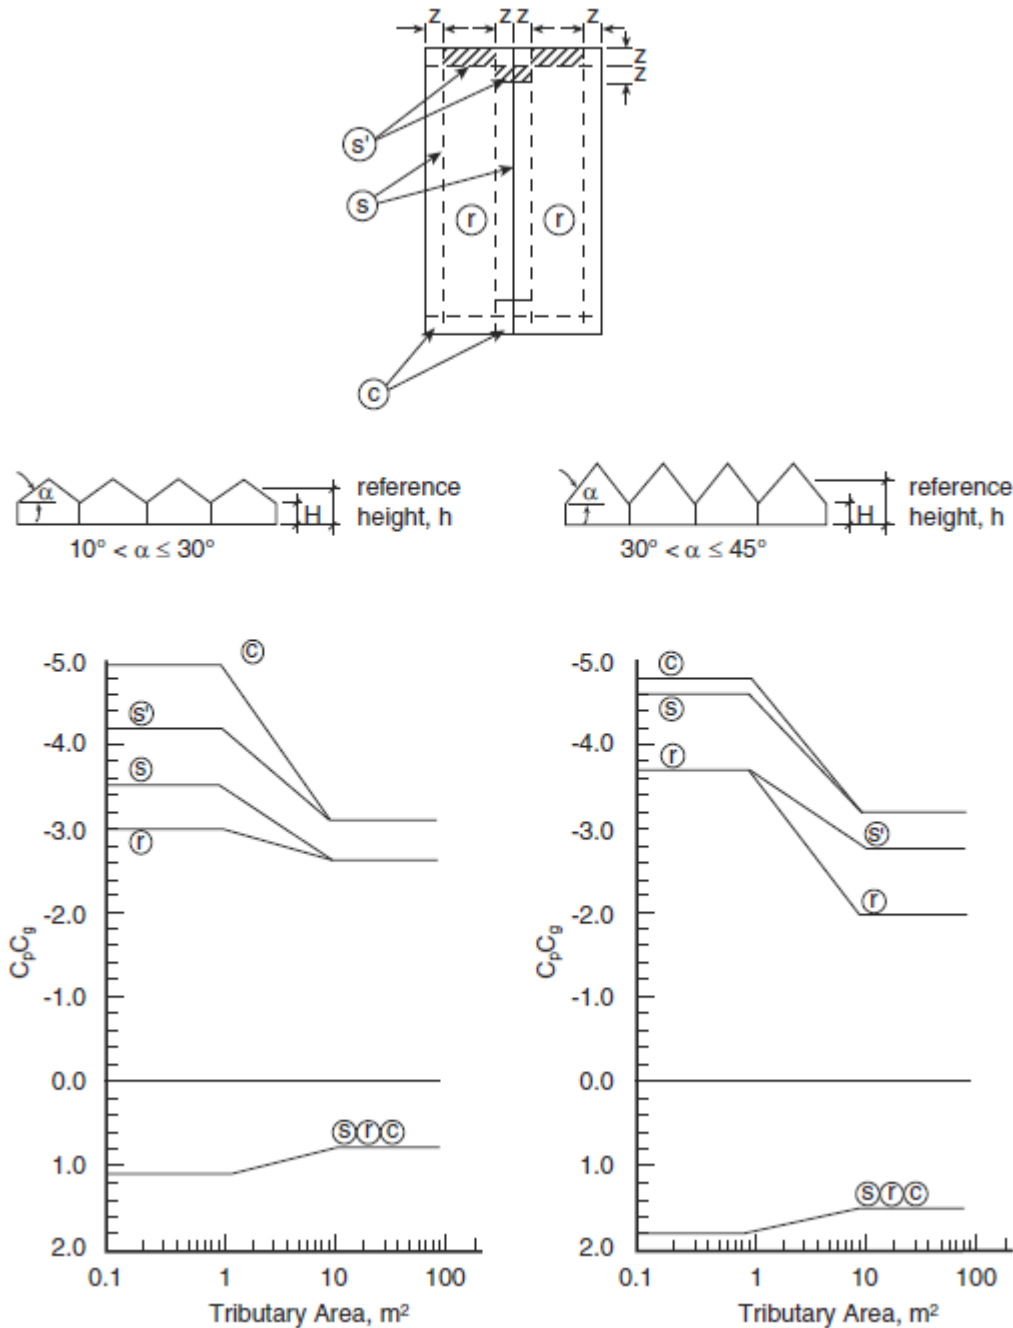 z z z z
z
z
s'
s
r r
c
α H reference height, h
10° < α ≤ 30°
α H reference height, h
30° < α ≤ 45°
-5.0
-4.0
-3.0
-2.0
-1.0
0.0
1.0
2.0
CpCg
c
s'
s
r
s r c
0.1 1 10 100
Tributary Area, m²
-5.0
-4.0
-3.0
-2.0
-1.0
0.0
1.0
2.0
CpCg
c
s
r
s'
r
s r c
0.1 1 10 100
Tributary Area, m²